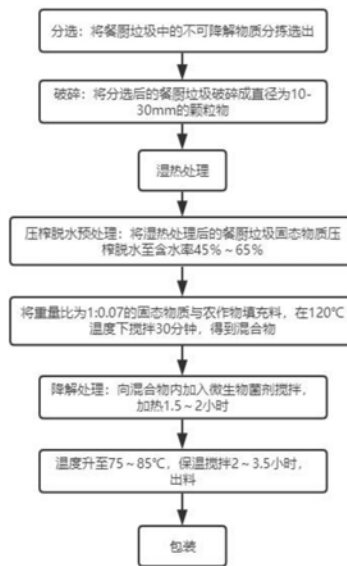 分选：将餐厨垃圾中的不可降解物质分拣选出
破碎：将分选后的餐厨垃圾破碎成直径为10-
30mm的颗粒物
湿热处理
压榨脱水预处理：将湿热处理后的餐厨垃圾固态物质压
榨脱水至含水率45%～65%
将重量比为1:0.07的固态物质与农作物填充料，在120℃
温度下搅拌30分钟，得到混合物
降解处理：向混合物内加入微生物菌剂搅拌，
加热1.5～2小时
温度升至75～85℃，保温搅拌2～3.5小时，
出料
包装